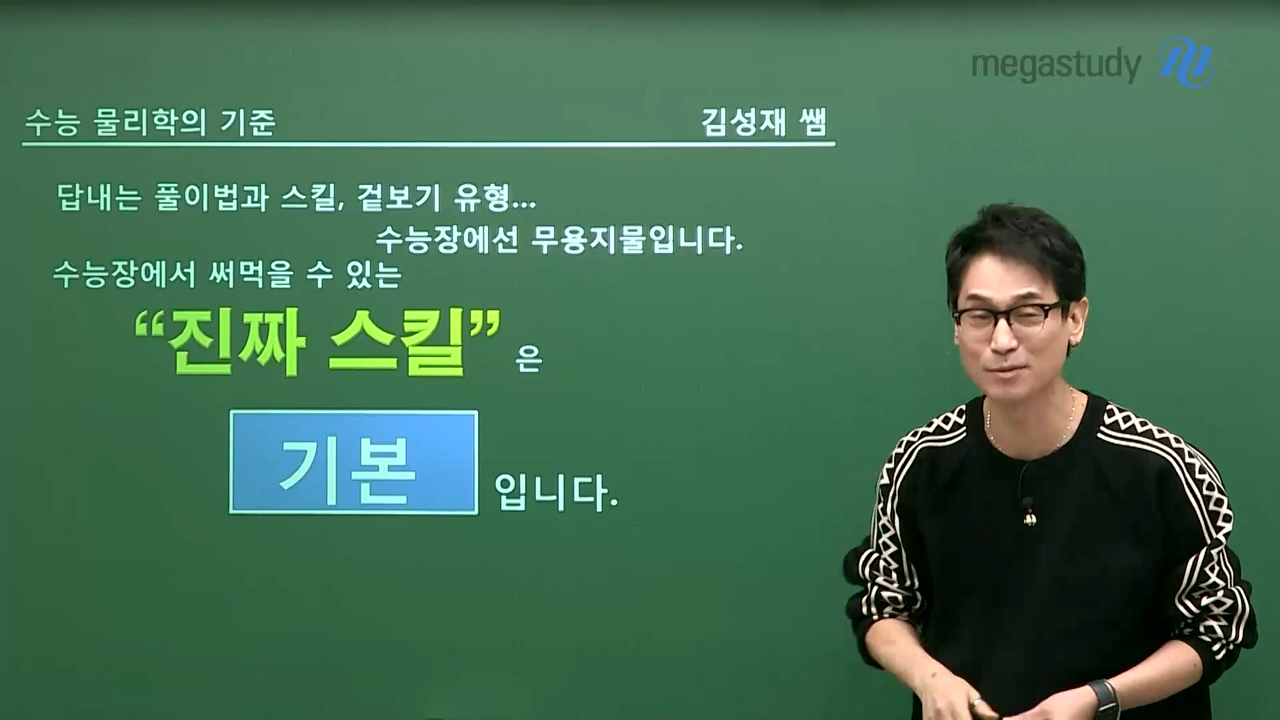 megastudy
수능 물리학의 기준 김성재 쌤
답내는 풀이법과 스킬, 겉보기 유형...
수능장에선 무용지물입니다.
수능장에서 써먹을 수 있는
“진짜 스킬” 은
기본 입니다.